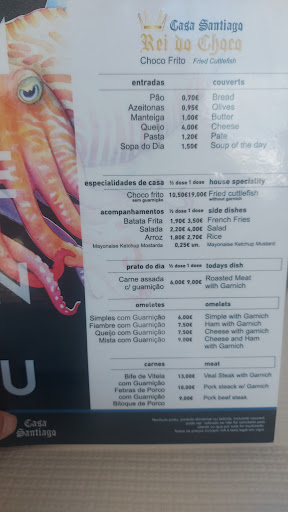 Casa Santiago
Rei do Choco
Choco Frito Fried Cuttlefish
entradas couverts
Pão 0,70€ Bread
Azeitonas 0,95€ Olives
Manteiga 1,00€ Butter
Queijo 6,00€ Cheese
Pasta 1,20€ Pate
Sopa do Dia 1,50€ Soup of the day
especialidades de casa ½ dose 1 dose house speciality
Choco frito 10,50€ 19,00€ Fried cuttlefish
sem guarnição without garnich
acompanhamentos ½ dose 1 dose side dishes
Batata Frita 1,90€ 3,50€ French Fries
Salada 2,20€ 4,00€ Salad
Arroz 1,80€ 2,70€ Rice
Mayonaise Ketchup Mostarda 0,25€ un. Mayonaise Ketchup Mustard
prato do dia ½ dose 1 dose todays dish
Carne assada 6,00€ 9,00€ Roasted Meat
c/ guarnição with Garnich
omeletes omelets
Simples com Guarnição 6,00€ Simple with Garnich
Fiambre com Guarnição 7,50€ Ham with Garnich
Queijo com Guarnição 7,50€ Cheese with garnich
Mista com Guarnição 9,00€ Cheese and Ham
with Garnich
carnes meat
Bife de Vitela 13,00€ Veal Steak with Garnich
com Guarnição
Febras de Porco 10,00€ Pork steack w/ Garnich
com Guarnição
Bitoque de Porco 9,00€ Pork beef steak
E
N
U
Casa
Santiago